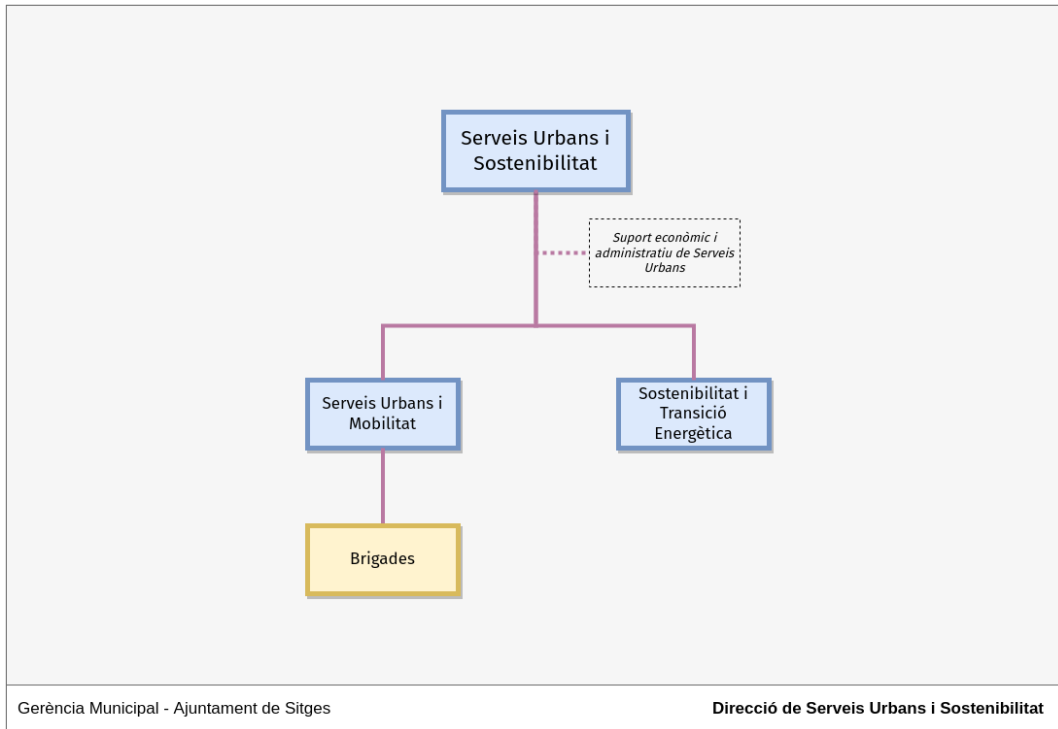 Serveis Urbans i
Sostenibilitat
Suport econòmic i
administratiu de Serveis
Urbans
Serveis Urbans i
Mobilitat
Sostenibilitat i
Transició
Energètica
Brigades
Gerència Municipal - Ajuntament de Sitges
Direcció de Serveis Urbans i Sostenibilitat